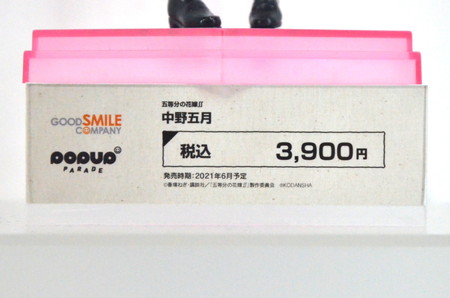 GOOD SMILE
COMPANY
POPUP
PARADE
五等分の花嫁∬
中野五月
税込 3,900円
発売時期:2021年6月予定
©春場ねぎ・講談社/「五等分の花嫁∬」製作委員会 ®KODANSHA